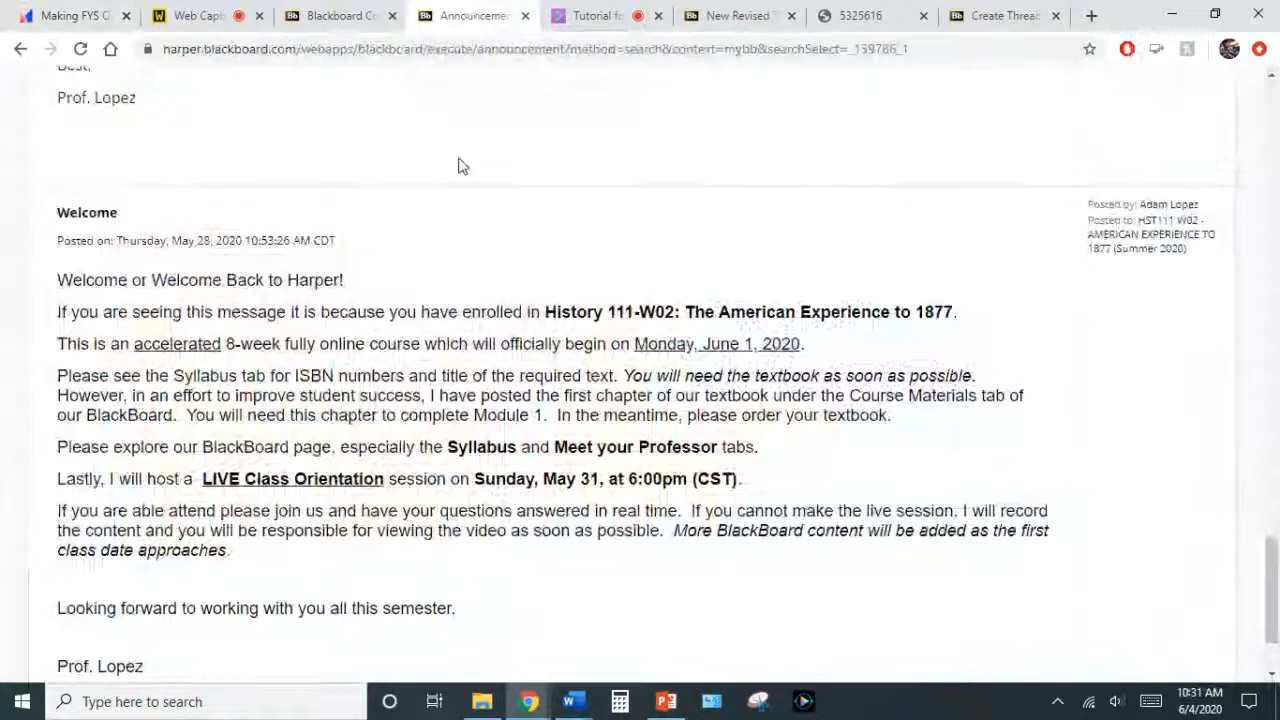 Making FYS O
Web Cap
Blackboard C
Announceme
Tutorial for
New Revised T
5325616
Create Threa
harper.blackboard.com/webapps/blackboard/execute/announcement?method=search&context=mybb&searchSelect=_159786_1
Best,
Prof. Lopez
Welcome
Posted on: Thursday, May 28, 2020 10:53:26 AM CDT
Posted by: Adam Lopez
Posted to: HST111 W02 -
AMERICAN EXPERIENCE TO
1877 (Summer 2020)
Welcome or Welcome Back to Harper!
If you are seeing this message it is because you have enrolled in History 111-W02: The American Experience to 1877.
This is an accelerated 8-week fully online course which will officially begin on Monday, June 1, 2020.
Please see the Syllabus tab for ISBN numbers and title of the required text. You will need the textbook as soon as possible.
However, in an effort to improve student success, I have posted the first chapter of our textbook under the Course Materials tab of
our BlackBoard. You will need this chapter to complete Module 1. In the meantime, please order your textbook.
Please explore our BlackBoard page, especially the Syllabus and Meet your Professor tabs.
Lastly, I will host a LIVE Class Orientation session on Sunday, May 31, at 6:00pm (CST).
If you are able attend please join us and have your questions answered in real time. If you cannot make the live session, I will record
the content and you will be responsible for viewing the video as soon as possible. More BlackBoard content will be added as the first
class date approaches.
Looking forward to working with you all this semester.
Prof. Lopez
Type here to search
10:31 AM
6/4/2020